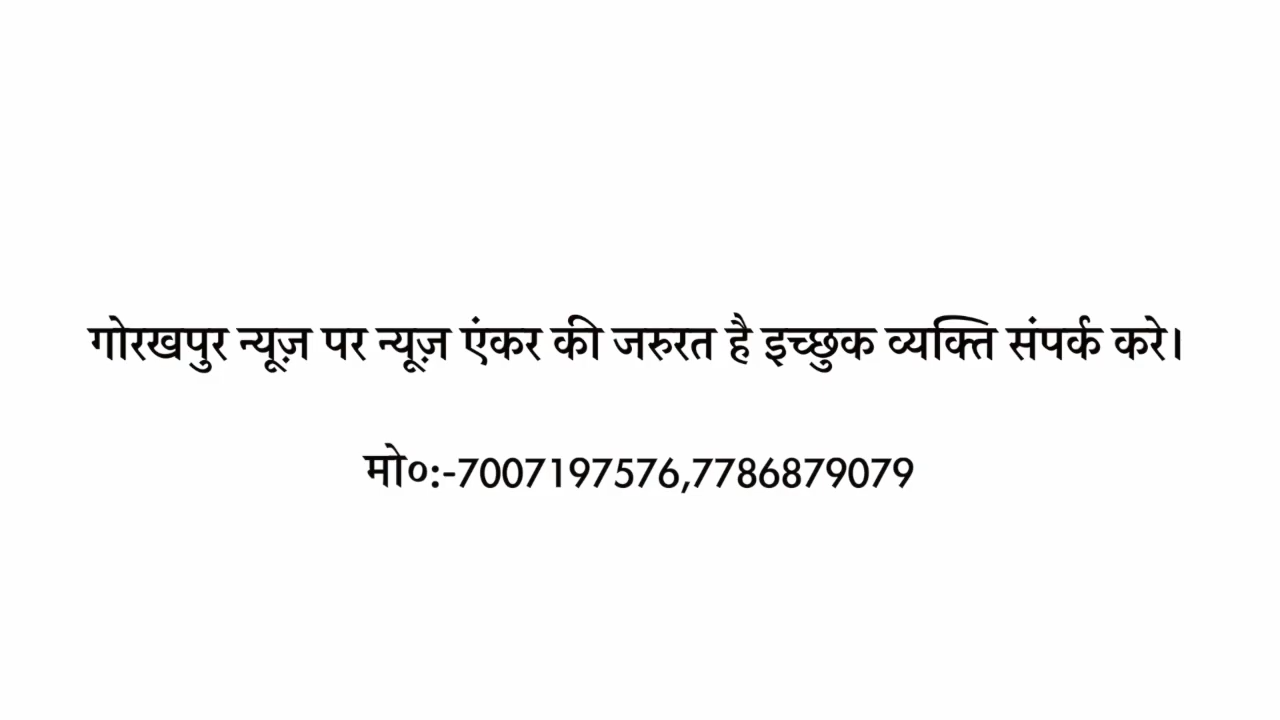 गोरखपुर न्यूज़ पर न्यूज़ एंकर की जरुरत है इच्छुक व्यक्ति संपर्क करे।
मो०:-7007197576,7786879079